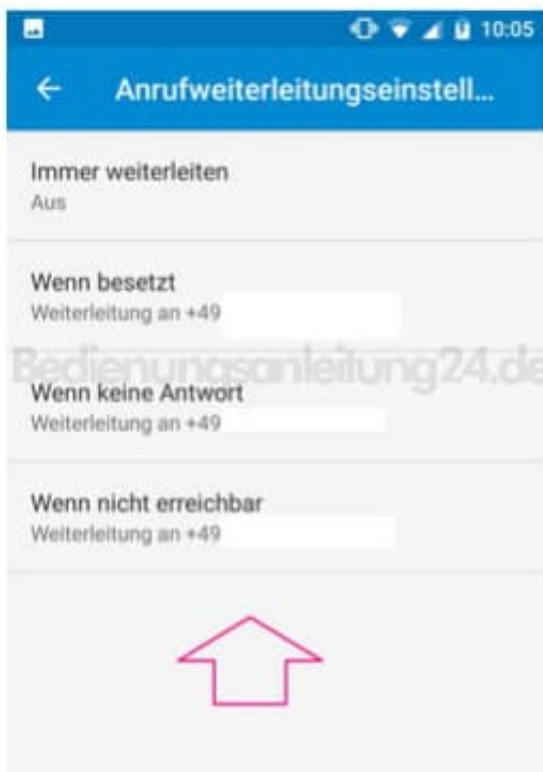 10:05
Anrufweiterleitungseinstell...
Immer weiterleiten
Aus
Wenn besetzt
Weiterleitung an +49
Bedienungsanleitung24.de
Wenn keine Antwort
Weiterleitung an +49
Wenn nicht erreichbar
Weiterleitung an +49